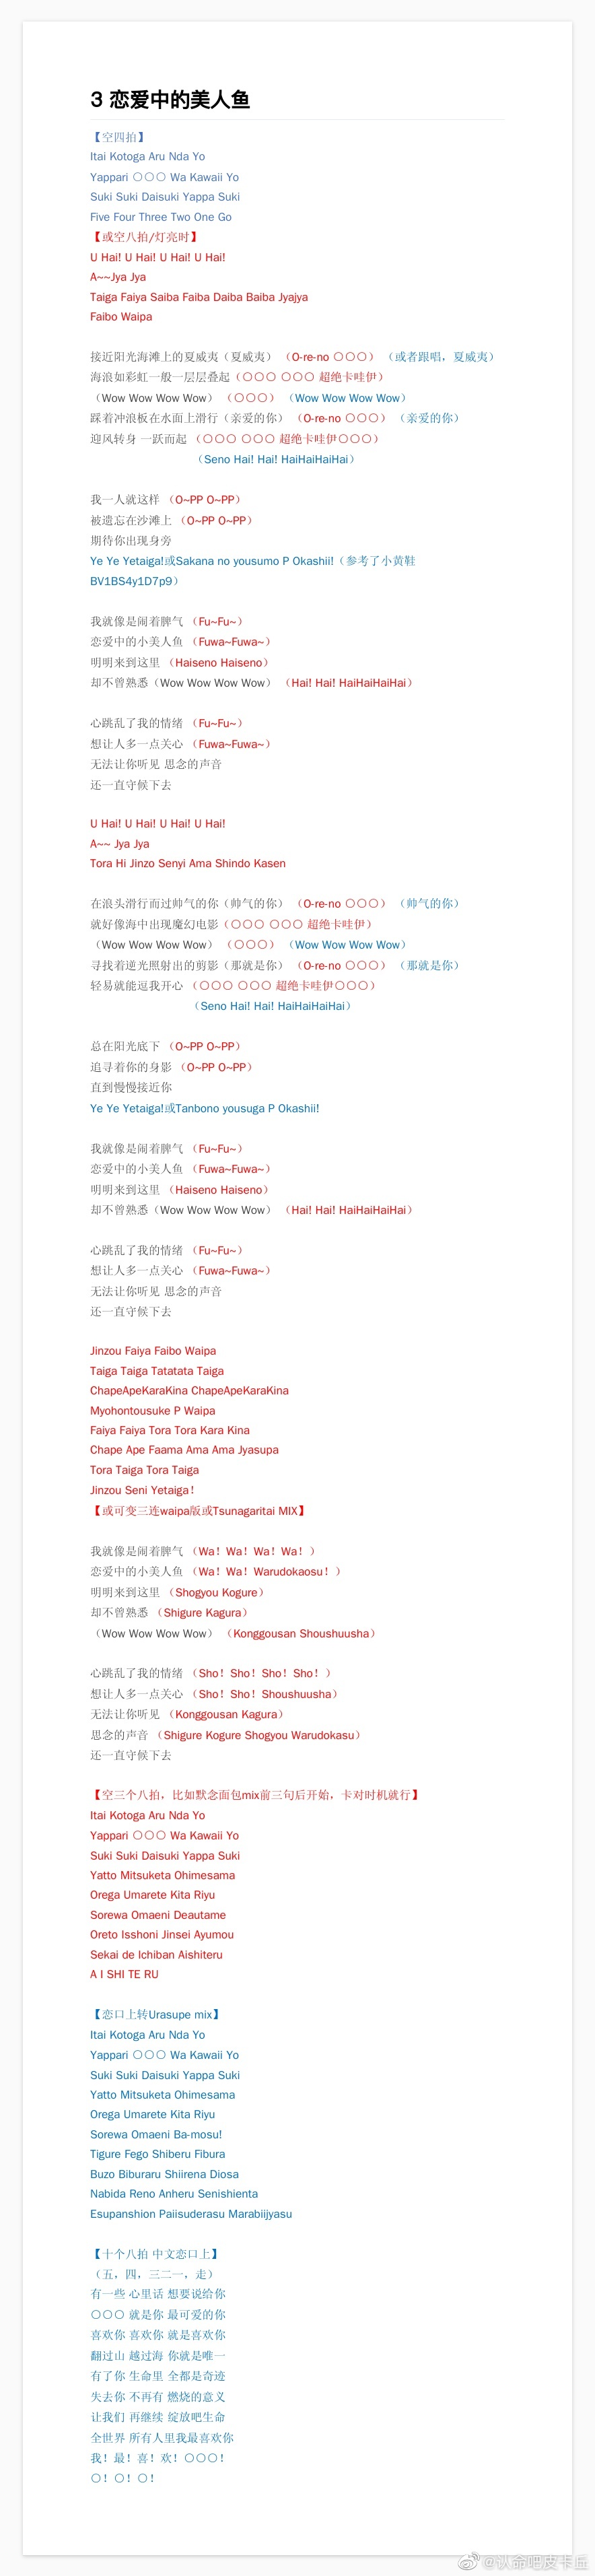 3 恋爱中的美人鱼
【空四拍】
Itai Kotoga Aru Nda Yo
Yappari 〇〇〇 Wa Kawaii Yo
Suki Suki Daisuki Yappa Suki
Five Four Three Two One Go
【或空八拍/灯亮时】
U Hai! U Hai! U Hai! U Hai!
A~~Jya Jya
Taiga Faiya Saiba Faiba Daiba Baiba Jyajya
Faibo Waipa
接近阳光海滩上的夏威夷（夏威夷）（O-re-no 〇〇〇）（或者跟唱，夏威夷）
海浪如彩虹一般一层层叠起（〇〇〇 〇〇〇 超绝卡哇伊）
（Wow Wow Wow Wow）（〇〇〇）（Wow Wow Wow Wow）
踩着冲浪板在水面上滑行（亲爱的你）（O-re-no 〇〇〇）（亲爱的你）
迎风转身 一跃而起 （〇〇〇 〇〇〇 超绝卡哇伊〇〇〇）
（Seno Hai! Hai! HaiHaiHaiHai）
我一人就这样 （O~PP O~PP）
被遗忘在沙滩上 （O~PP O~PP）
期待你出现身旁
Ye Ye Yetaiga!或Sakana no yousumo P Okashii!（参考了小黄鞋
BV1BS4y1D7p9）
我就像是闹着脾气 （Fu~Fu~）
恋爱中的小美人鱼 （Fuwa~Fuwa~）
明明来到这里 （Haiseno Haiseno）
却不曾熟悉（Wow Wow Wow Wow）（Hai! Hai! HaiHaiHaiHai）
心跳乱了我的情绪 （Fu~Fu~）
想让人多一点关心 （Fuwa~Fuwa~）
无法让你听见 思念的声音
还一直守候下去
U Hai! U Hai! U Hai! U Hai!
A~~ Jya Jya
Tora Hi Jinzo Senyi Ama Shindo Kasen
在浪头滑行而过帅气的你（帅气的你）（O-re-no 〇〇〇）（帅气的你）
就好像海中出现魔幻电影（〇〇〇 〇〇〇 超绝卡哇伊）
（Wow Wow Wow Wow）（〇〇〇）（Wow Wow Wow Wow）
寻找着逆光照射出的剪影（那就是你）（O-re-no 〇〇〇）（那就是你）
轻易就能逗我开心 （〇〇〇 〇〇〇 超绝卡哇伊〇〇〇）
（Seno Hai! Hai! HaiHaiHaiHai）
总在阳光底下 （O~PP O~PP）
追寻着你的身影 （O~PP O~PP）
直到慢慢接近你
Ye Ye Yetaiga!或Tanbono yousuga P Okashii!
我就像是闹着脾气 （Fu~Fu~）
恋爱中的小美人鱼 （Fuwa~Fuwa~）
明明来到这里 （Haiseno Haiseno）
却不曾熟悉（Wow Wow Wow Wow）（Hai! Hai! HaiHaiHaiHai）
心跳乱了我的情绪 （Fu~Fu~）
想让人多一点关心 （Fuwa~Fuwa~）
无法让你听见 思念的声音
还一直守候下去
Jinzou Faiya Faibo Waipa
Taiga Taiga Tatatata Taiga
ChapeApeKaraKina ChapeApeKaraKina
Myohontousuke P Waipa
Faiya Faiya Tora Tora Kara Kina
Chape Ape Faama Ama Ama Jyasupa
Tora Taiga Tora Taiga
Jinzou Seni Yetaiga！
【或可变三连waipa版或Tsunagaritai MIX】
我就像是闹着脾气 （Wa！Wa！Wa！Wa！）
恋爱中的小美人鱼 （Wa！Wa！Warudokaosu！）
明明来到这里 （Shogyou Kogure）
却不曾熟悉 （Shigure Kagura）
（Wow Wow Wow Wow）（Konggousan Shoushuusha）
心跳乱了我的情绪 （Sho！Sho！Sho！Sho！）
想让人多一点关心 （Sho！Sho！Shoushuusha）
无法让你听见 （Konggousan Kagura）
思念的声音 （Shigure Kogure Shogyou Warudokasu）
还一直守候下去
【空三个八拍，比如默念面包mix前三句后开始，卡对时机就行】
Itai Kotoga Aru Nda Yo
Yappari 〇〇〇 Wa Kawaii Yo
Suki Suki Daisuki Yappa Suki
Yatto Mitsuketa Ohimesama
Orega Umarete Kita Riyu
Sorewa Omaeni Deautame
Oreto Isshoni Jinsei Ayumou
Sekai de Ichiban Aishiteru
A I SHI TE RU
【恋口上转Urasupe mix】
Itai Kotoga Aru Nda Yo
Yappari 〇〇〇 Wa Kawaii Yo
Suki Suki Daisuki Yappa Suki
Yatto Mitsuketa Ohimesama
Orega Umarete Kita Riyu
Sorewa Omaeni Ba-mosu!
Tigure Fego Shiberu Fibura
Buzo Biburaru Shiirena Diosa
Nabida Reno Anheru Senishienta
Esupanshion Paiisuderasu Marabiijyasu
【十个八拍 中文恋口上】
（五，四，三二一，走）
有一些 心里话 想要说给你
〇〇〇 就是你 最可爱的你
喜欢你 喜欢你 就是喜欢你
翻过山 越过海 你就是唯一
有了你 生命里 全都是奇迹
失去你 不再有 燃烧的意义
让我们 再继续 绽放吧生命
全世界 所有人里我最喜欢你
我！最！喜！欢！〇〇〇！
〇！〇！〇！
@认命吧皮卡丘